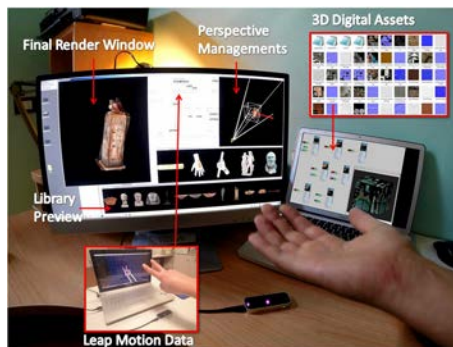 3D Digital Assets
Final Render Window
Perspective
Managements
Library
Preview
Leap Motion Data